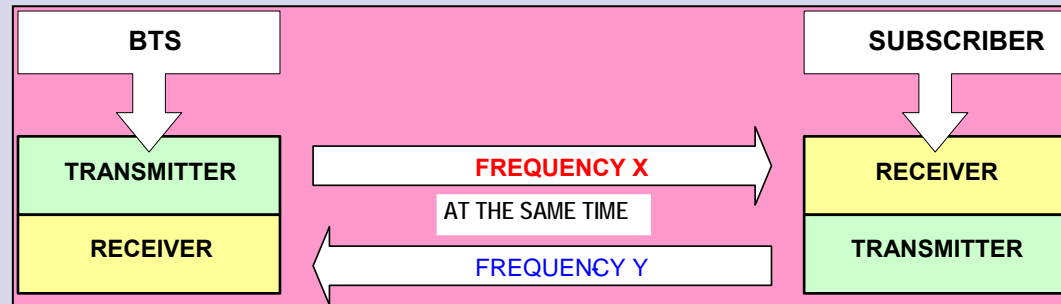 BTS
SUBSCRIBER
TRANSMITTER
FREQUENCY X
RECEIVER
AT THE SAME TIME
RECEIVER
FREQUENCY Y
TRANSMITTER